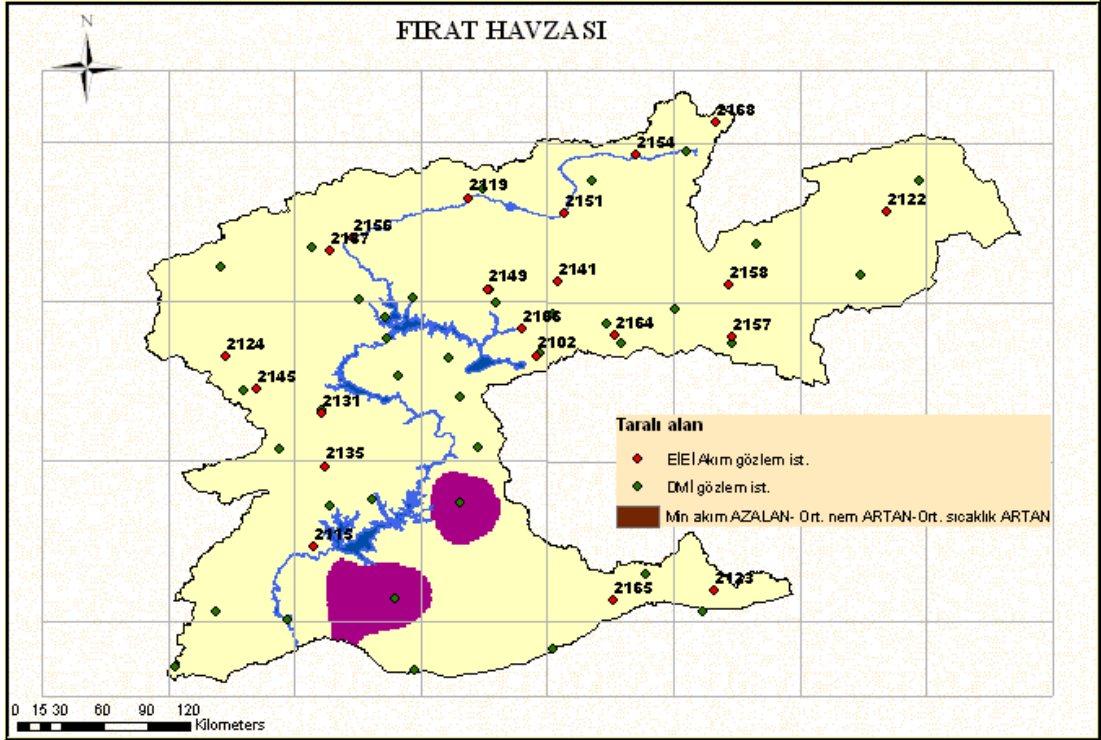 FIRAT HAVZASI
N
2168
2154
2119
2151
2122
2156
2167
2149
2141
2158
2166
2164
2157
2102
2124
2145
2131
2135
2115
2165
2123
Taralı alan
EİEİ Akım gözlem ist.
DMİ gözlem ist.
Min akım AZALAN- Ort. nem ARTAN-Ort. sıcaklık ARTAN
0 15 30 60 90 120
Kilometers